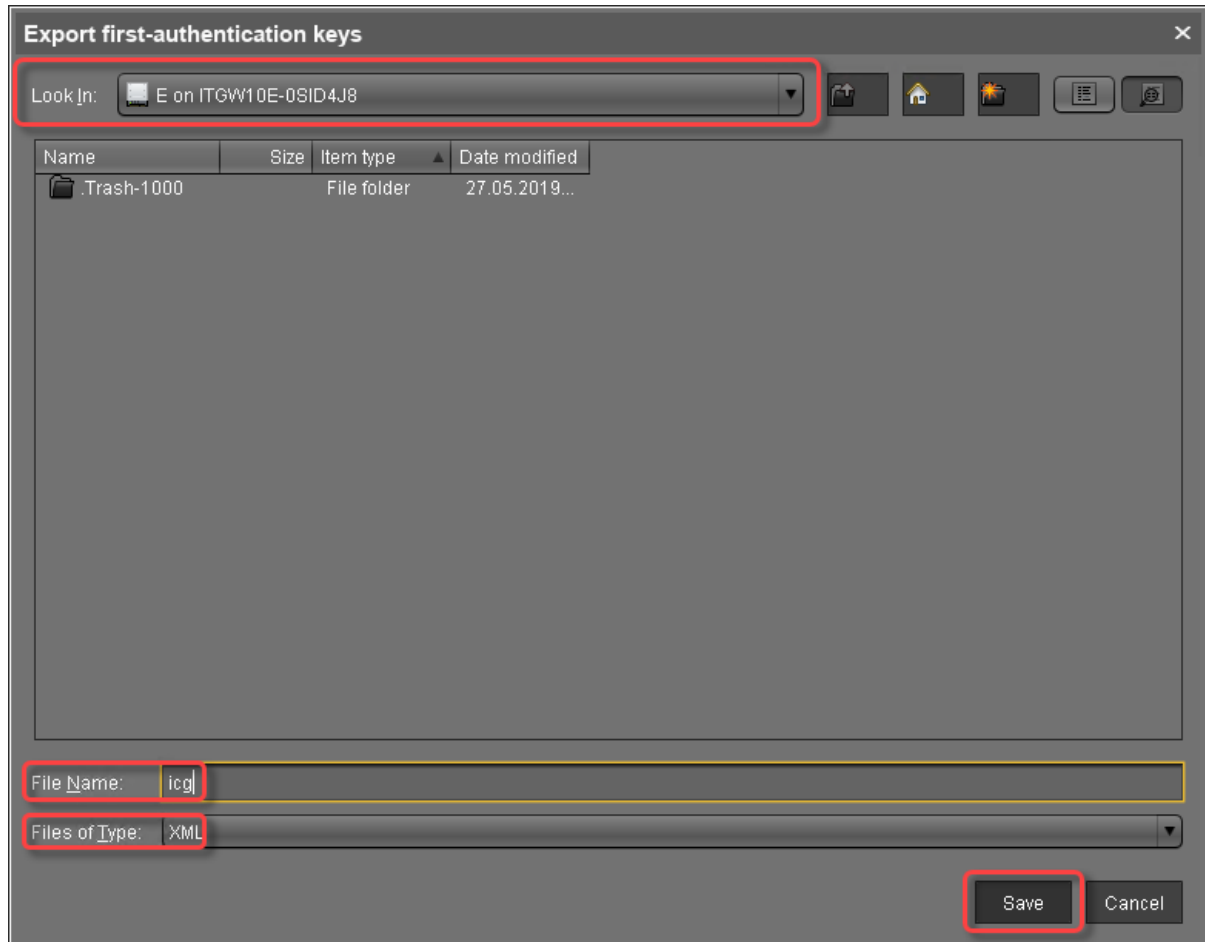 Export first-authentication keys
Look In: E on ITGW10E-0SID4J8
Name Size Item type Date modified
.Trash-1000 File folder 27.05.2019...
File Name: icg
Files of Type: XML
Save Cancel